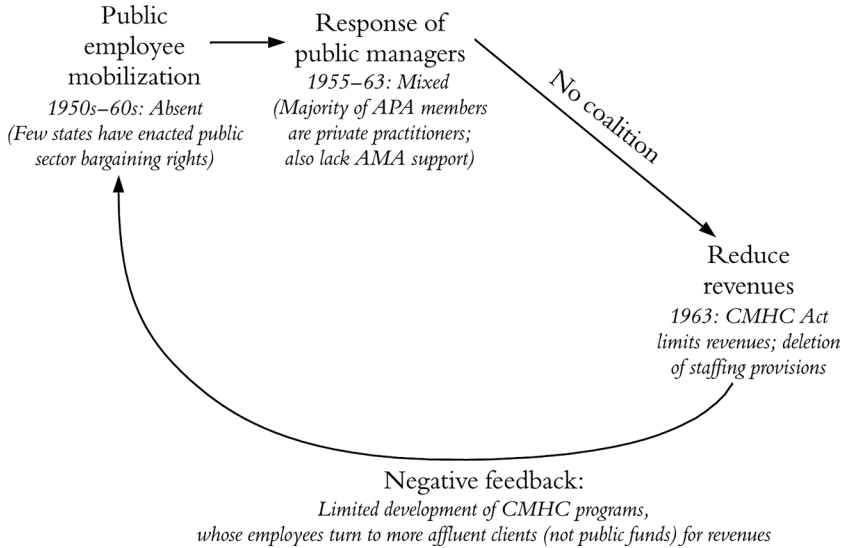 Public
employee
mobilization
1950s–60s: Absent
(Few states have enacted public
sector bargaining rights)
Response of
public managers
1955–63: Mixed
(Majority of APA members
are private practitioners;
also lack AMA support)
No coalition
Reduce
revenues
1963: CMHC Act
limits revenues; deletion
of staffing provisions
Negative feedback:
Limited development of CMHC programs,
whose employees turn to more affluent clients (not public funds) for revenues